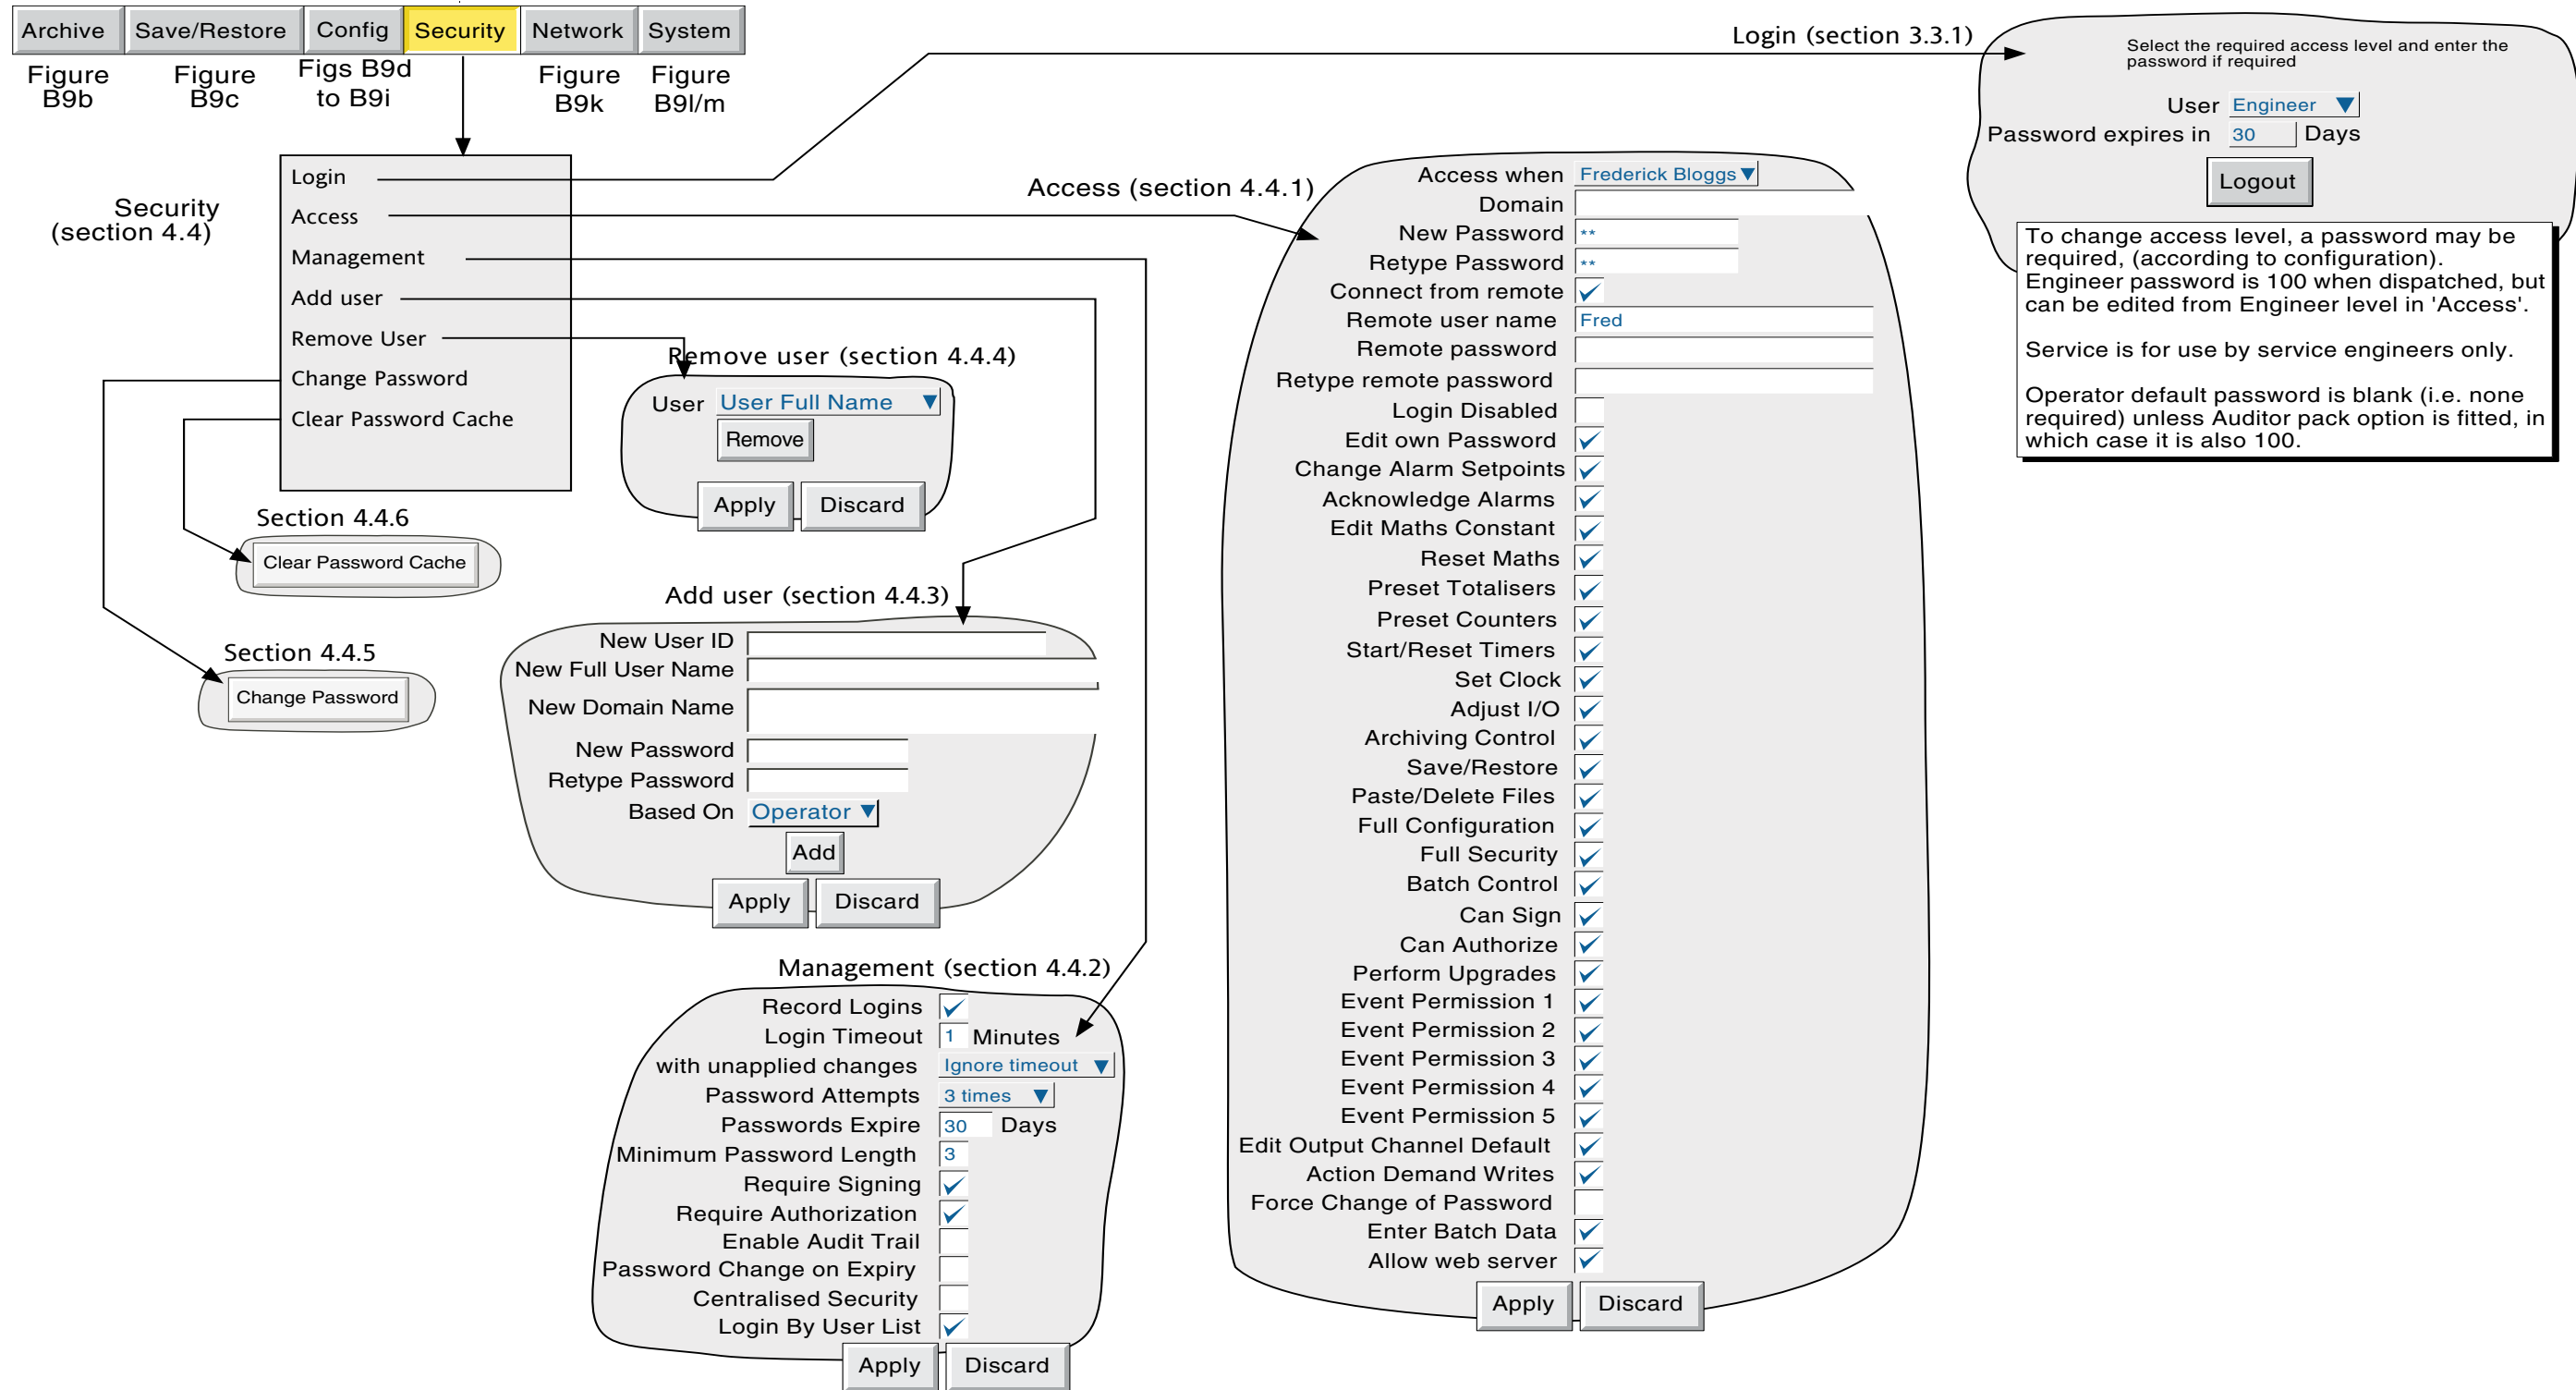 Archive Save/Restore Config Security Network System
Figure B9b
Figure B9c
Figs B9d to B9i
Figure B9k
Figure B9l/m
Security
(section 4.4)
Login
Access
Management
Add user
Remove User
Change Password
Clear Password Cache
Section 4.4.6
Clear Password Cache
Section 4.4.5
Change Password
Remove user (section 4.4.4)
User User Full Name
Remove
Apply Discard
Add user (section 4.4.3)
New User ID
New Full User Name
New Domain Name
New Password
Retype Password
Based On Operator
Add
Apply Discard
Management (section 4.4.2)
Record Logins
Login Timeout 1 Minutes
with unapplied changes Ignore timeout
Password Attempts 3 times
Passwords Expire 30 Days
Minimum Password Length 3
Require Signing
Require Authorization
Enable Audit Trail
Password Change on Expiry
Centralised Security
Login By User List
Apply Discard
Access (section 4.4.1)
Access when Frederick Bloggs
Domain
New Password **
Retype Password **
Connect from remote
Remote user name Fred
Remote password
Retype remote password
Login Disabled
Edit own Password
Change Alarm Setpoints
Acknowledge Alarms
Edit Maths Constant
Reset Maths
Preset Totalisers
Preset Counters
Start/Reset Timers
Set Clock
Adjust I/O
Archiving Control
Save/Restore
Paste/Delete Files
Full Configuration
Full Security
Batch Control
Can Sign
Can Authorize
Perform Upgrades
Event Permission 1
Event Permission 2
Event Permission 3
Event Permission 4
Event Permission 5
Edit Output Channel Default
Action Demand Writes
Force Change of Password
Enter Batch Data
Allow web server
Apply Discard
Login (section 3.3.1)
Select the required access level and enter the
password if required
User Engineer
Password expires in 30 Days
Logout
To change access level, a password may be
required, (according to configuration).
Engineer password is 100 when dispatched, but
can be edited from Engineer level in 'Access'.
Service is for use by service engineers only.
Operator default password is blank (i.e. none
required) unless Auditor pack option is fitted, in
which case it is also 100.